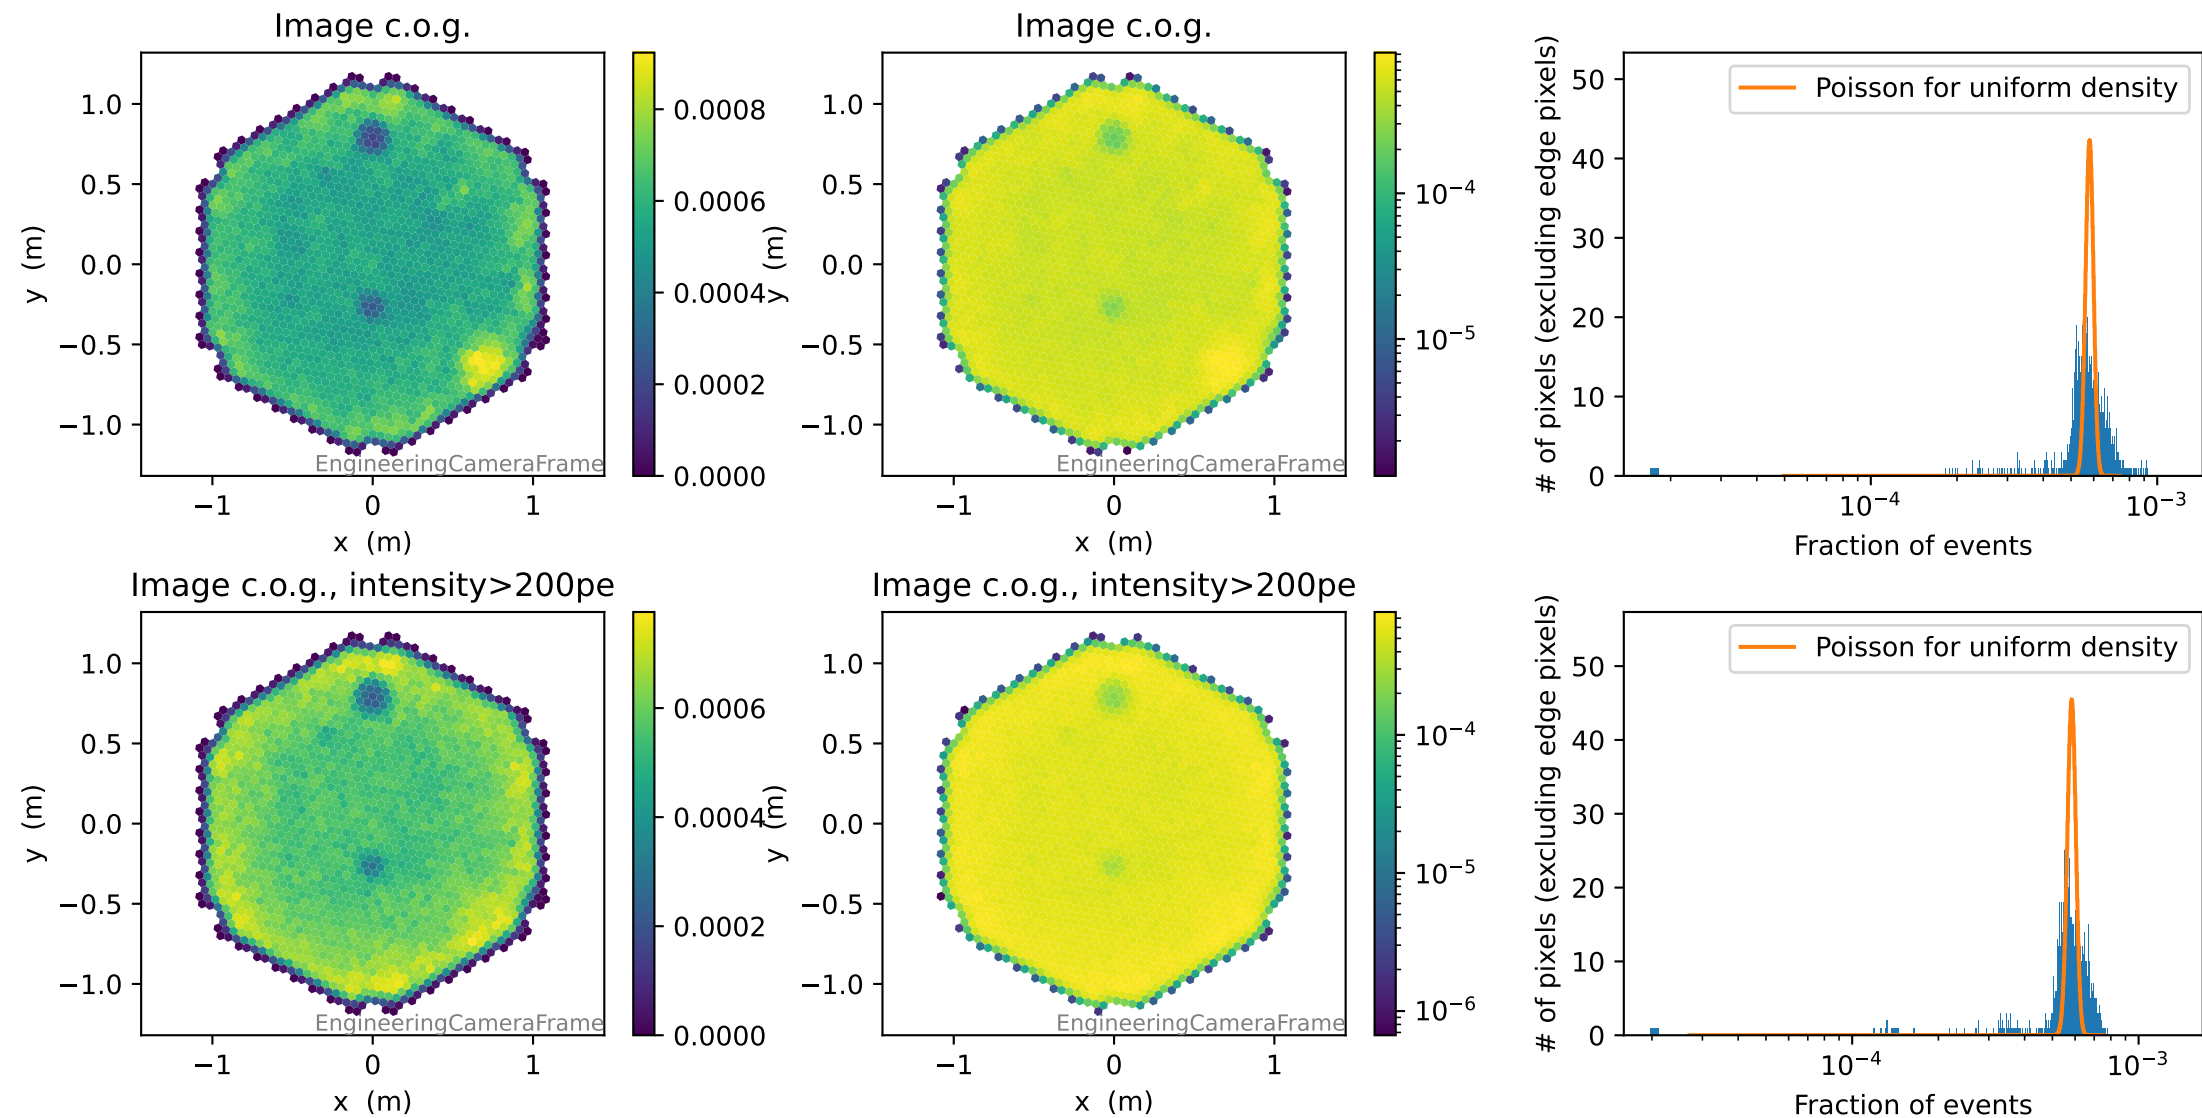 Image c.o.g.
1.0
0.5
0.0
−0.5
−1.0
y (m)
−1 0 1
x (m)
EngineeringCameraFrame
0.0008
0.0006
0.0004
0.0002
0.0000
Image c.o.g.
1.0
0.5
0.0
−0.5
−1.0
y (m)
−1 0 1
x (m)
EngineeringCameraFrame
10−4
10−5
# of pixels (excluding edge pixels)
50
40
30
20
10
0
Poisson for uniform density
10−4 10−3
Fraction of events
Image c.o.g., intensity>200pe
1.0
0.5
0.0
−0.5
−1.0
y (m)
−1 0 1
x (m)
EngineeringCameraFrame
0.0006
0.0004
0.0002
0.0000
Image c.o.g., intensity>200pe
1.0
0.5
0.0
−0.5
−1.0
y (m)
−1 0 1
x (m)
EngineeringCameraFrame
10−4
10−5
10−6
# of pixels (excluding edge pixels)
50
40
30
20
10
0
Poisson for uniform density
10−4 10−3
Fraction of events